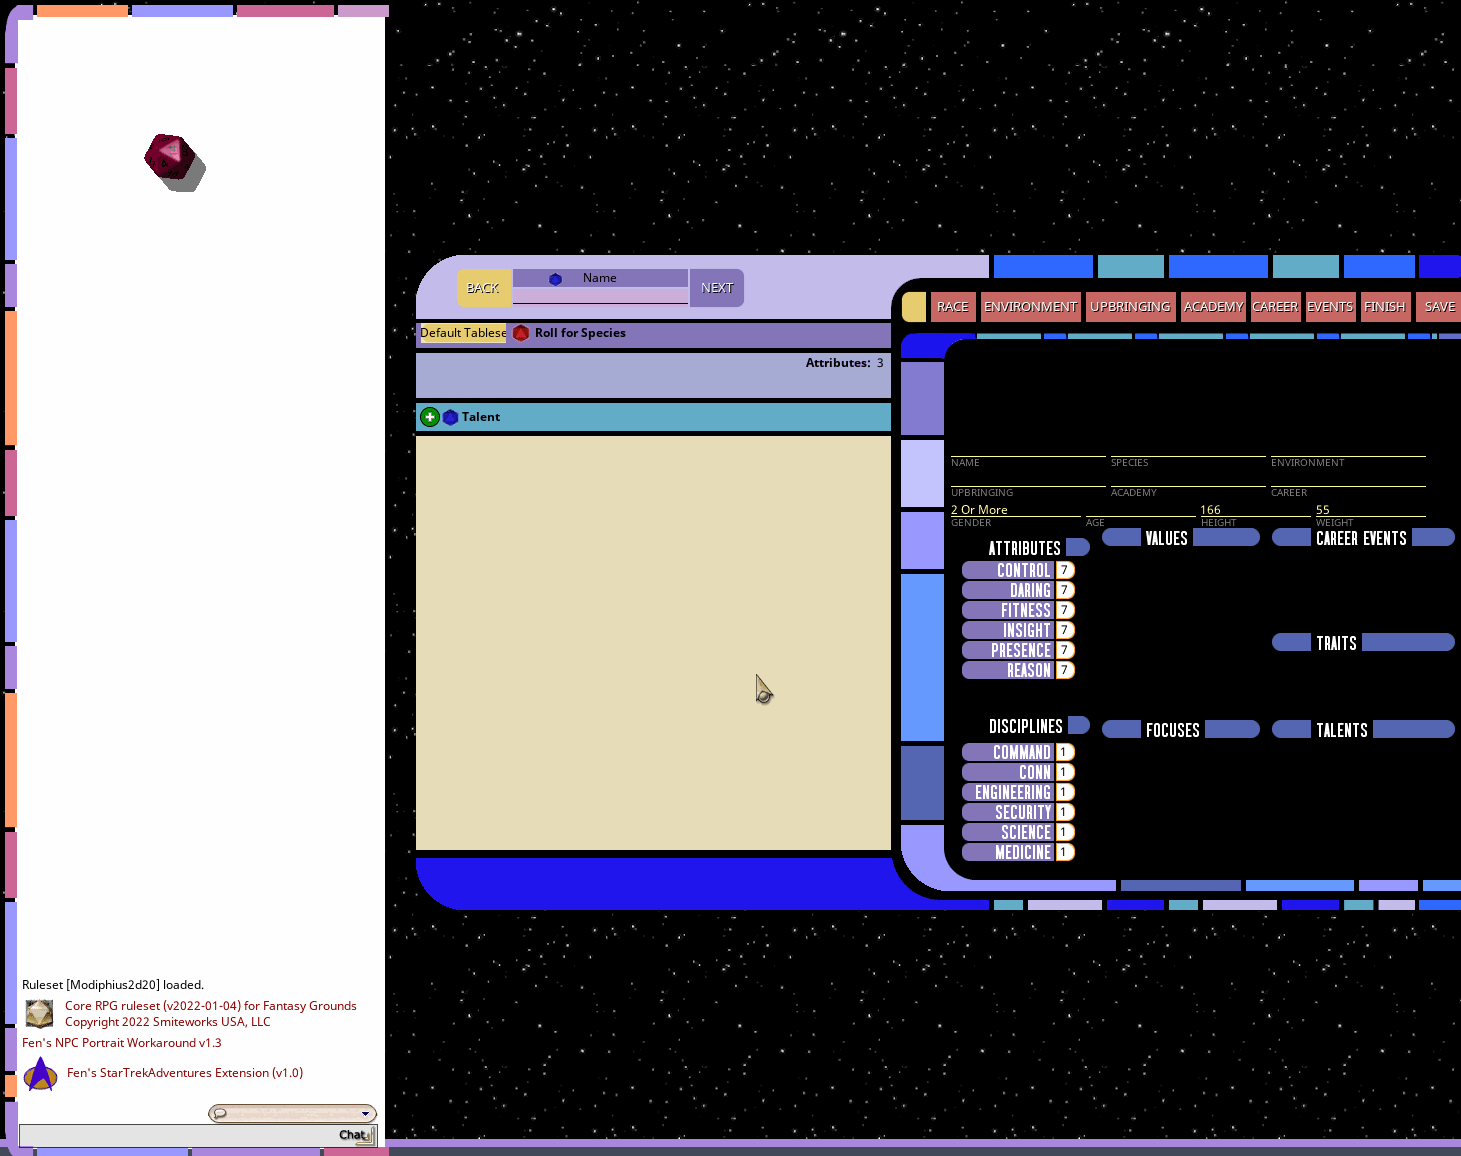 BACK
Name
NEXT
RACE
ENVIRONMENT
UPBRINGING
ACADEMY
CAREER
EVENTS
FINISH
SAVE
Default Tablese
Roll for Species
Attributes: 3
Talent
NAME
SPECIES
ENVIRONMENT
UPBRINGING
ACADEMY
CAREER
2 Or More
166
55
GENDER
AGE
HEIGHT
WEIGHT
ATTRIBUTES
CONTROL 7
DARING 7
FITNESS 7
INSIGHT 7
PRESENCE 7
REASON 7
VALUES
CAREER EVENTS
TRAITS
DISCIPLINES
COMMAND 1
CONN 1
ENGINEERING 1
SECURITY 1
SCIENCE 1
MEDICINE 1
FOCUSES
TALENTS
Ruleset [Modiphius2d20] loaded.
Core RPG ruleset (v2022-01-04) for Fantasy Grounds
Copyright 2022 Smiteworks USA, LLC
Fen's NPC Portrait Workaround v1.3
Fen's StarTrekAdventures Extension (v1.0)
Chat